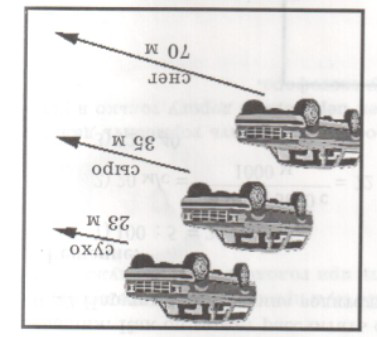 сухо
23 м
сыро
35 м
снег
70 м